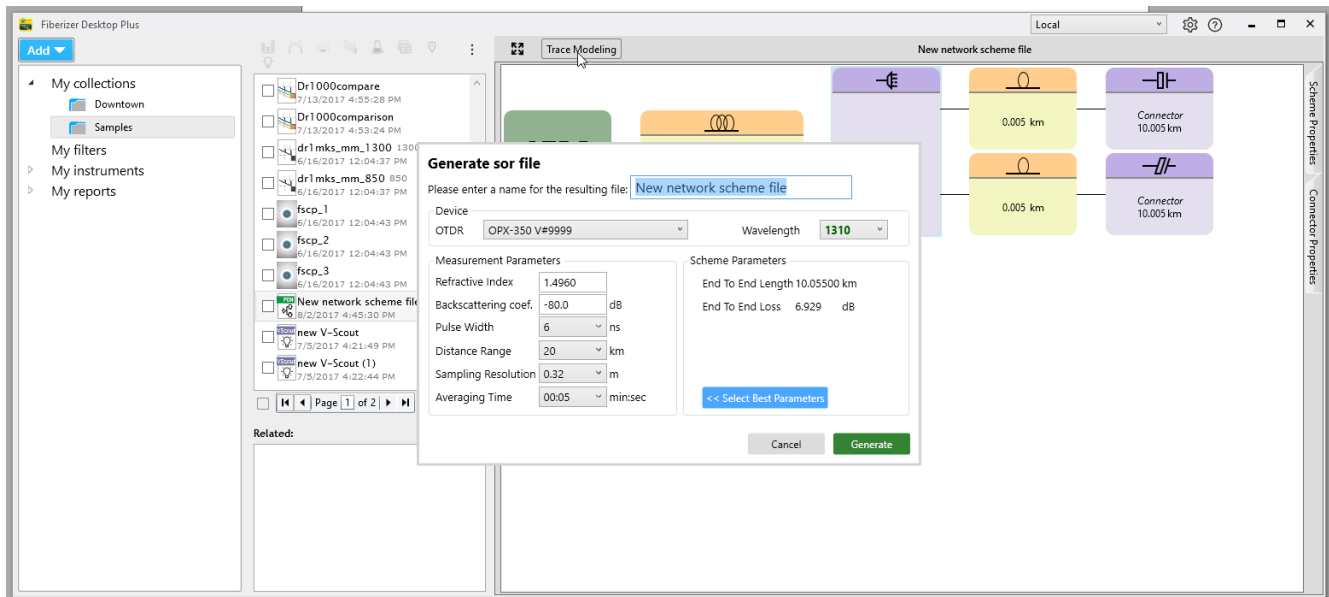 Fiberizer Desktop Plus
Local
Add
Trace Modeling
New network scheme file
My collections
Downtown
Samples
My filters
My instruments
My reports
Dr1000compare
7/13/2017 4:55:28 PM
Dr1000comparison
7/13/2017 4:53:24 PM
dr1mks_mm_1300 1300
6/16/2017 12:04:37 PM
dr1mks_mm_850 850
6/16/2017 12:04:37 PM
fscp_1
6/16/2017 12:04:43 PM
fscp_2
6/16/2017 12:04:43 PM
fscp_3
6/16/2017 12:04:43 PM
PON
New network scheme file
8/2/2017 4:45:30 PM
VScout
new V-Scout
7/5/2017 4:21:49 PM
VScout
new V-Scout (1)
7/5/2017 4:22:44 PM
Page 1 of 2
Related:
0.005 km
Connector
10.005 km
0.005 km
Connector
10.005 km
Scheme Properties
Connector Properties
Generate sor file
Please enter a name for the resulting file: New network scheme file
Device
OTDR OPX-350 V#9999 Wavelength 1310
Measurement Parameters
Refractive Index 1.4960
Backscattering coef. -80.0 dB
Pulse Width 6 ns
Distance Range 20 km
Sampling Resolution 0.32 m
Averaging Time 00:05 min:sec
Scheme Parameters
End To End Length 10.05500 km
End To End Loss 6.929 dB
<< Select Best Parameters
Cancel Generate